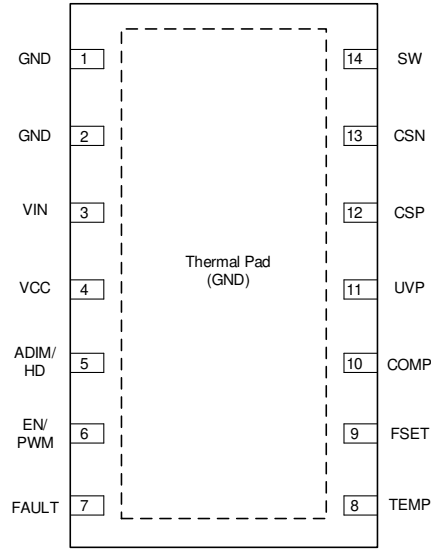 GND 1
14 SW
GND 2
13 CSN
VIN 3
12 CSP
Thermal Pad
(GND)
VCC 4
11 UVP
ADIM/
HD 5
10 COMP
EN/
PWM 6
9 FSET
FAULT 7
8 TEMP